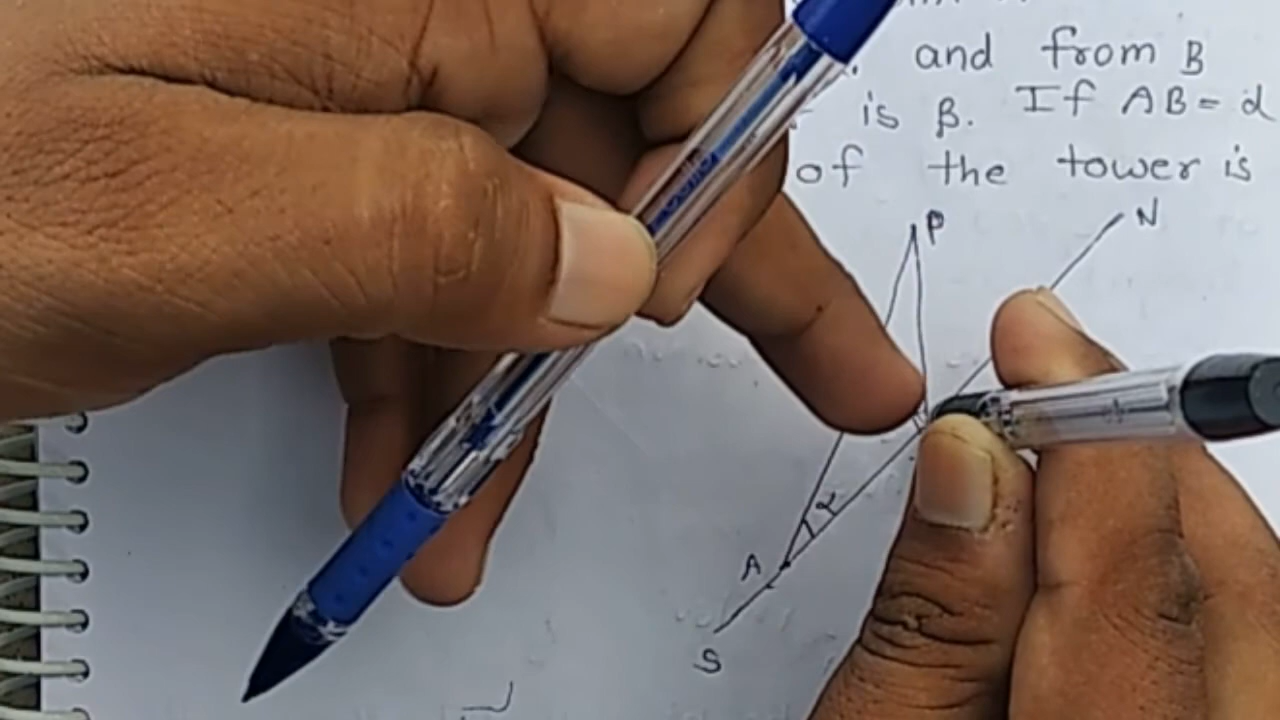 and from B
is β. If AB = d
of the tower is
P
N
A
α
S